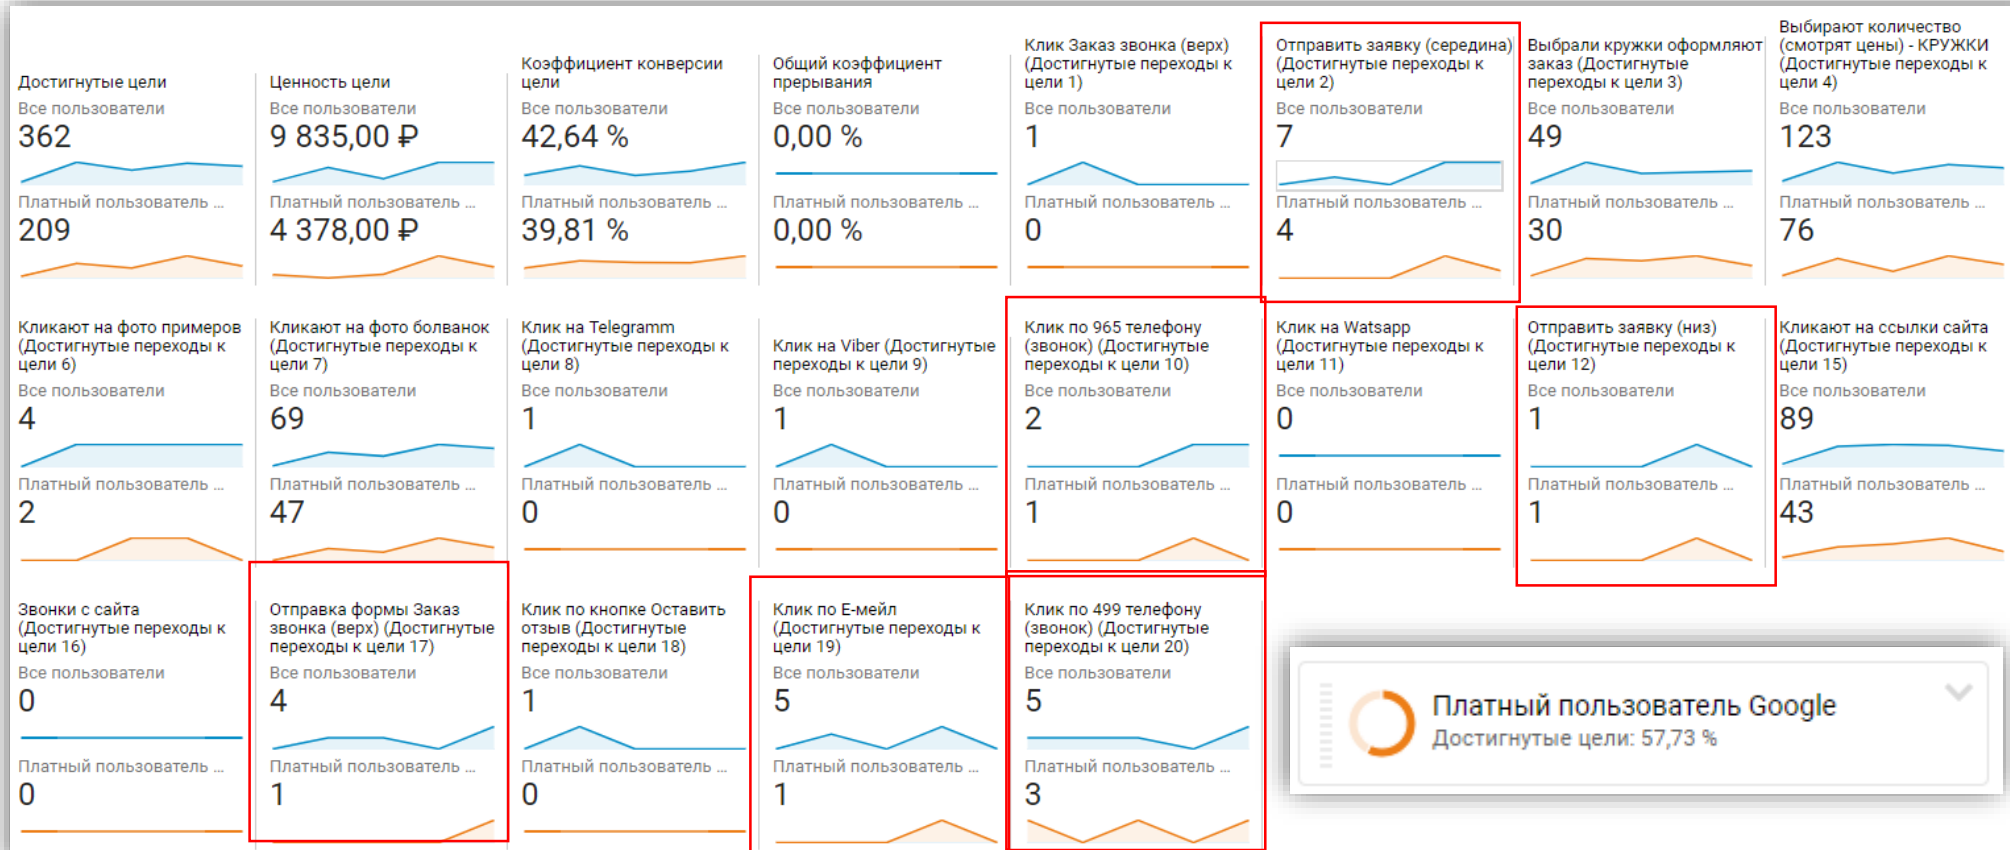 Достигнутые цели
Все пользователи
362
Платный пользователь ...
209
Ценность цели
Все пользователи
9 835,00 ₽
Платный пользователь ...
4 378,00 ₽
Коэффициент конверсии
цели
Все пользователи
42,64 %
Платный пользователь ...
39,81 %
Общий коэффициент
прерывания
Все пользователи
0,00 %
Платный пользователь ...
0,00 %
Клик Заказ звонка (верх)
(Достигнутые переходы к
цели 1)
Все пользователи
1
Платный пользователь ...
0
Отправить заявку (середина)
(Достигнутые переходы к
цели 2)
Все пользователи
7
Платный пользователь ...
4
Выбрали кружки оформляют
заказ (Достигнутые
переходы к цели 3)
Все пользователи
49
Платный пользователь ...
30
Выбирают количество
(смотрят цены) - КРУЖКИ
(Достигнутые переходы к
цели 4)
Все пользователи
123
Платный пользователь ...
76
Кликают на фото примеров
(Достигнутые переходы к
цели 6)
Все пользователи
4
Платный пользователь ...
2
Кликают на фото болванок
(Достигнутые переходы к
цели 7)
Все пользователи
69
Платный пользователь ...
47
Клик на Telegramm
(Достигнутые переходы к
цели 8)
Все пользователи
1
Платный пользователь ...
0
Клик на Viber (Достигнутые
переходы к цели 9)
Все пользователи
1
Платный пользователь ...
0
Клик по 965 телефону
(звонок) (Достигнутые
переходы к цели 10)
Все пользователи
2
Платный пользователь ...
1
Клик на Watsapp
(Достигнутые переходы к
цели 11)
Все пользователи
0
Платный пользователь ...
0
Отправить заявку (низ)
(Достигнутые переходы к
цели 12)
Все пользователи
1
Платный пользователь ...
1
Кликают на ссылки сайта
(Достигнутые переходы к
цели 15)
Все пользователи
89
Платный пользователь ...
43
Звонки с сайта
(Достигнутые переходы к
цели 16)
Все пользователи
0
Платный пользователь ...
0
Отправка формы Заказ
звонка (верх) (Достигнутые
переходы к цели 17)
Все пользователи
4
Платный пользователь ...
1
Клик по кнопке Оставить
отзыв (Достигнутые
переходы к цели 18)
Все пользователи
1
Платный пользователь ...
0
Клик по Е-мейл
(Достигнутые переходы к
цели 19)
Все пользователи
5
Платный пользователь ...
1
Клик по 499 телефону
(звонок) (Достигнутые
переходы к цели 20)
Все пользователи
5
Платный пользователь ...
3
Платный пользователь Google
Достигнутые цели: 57,73 %